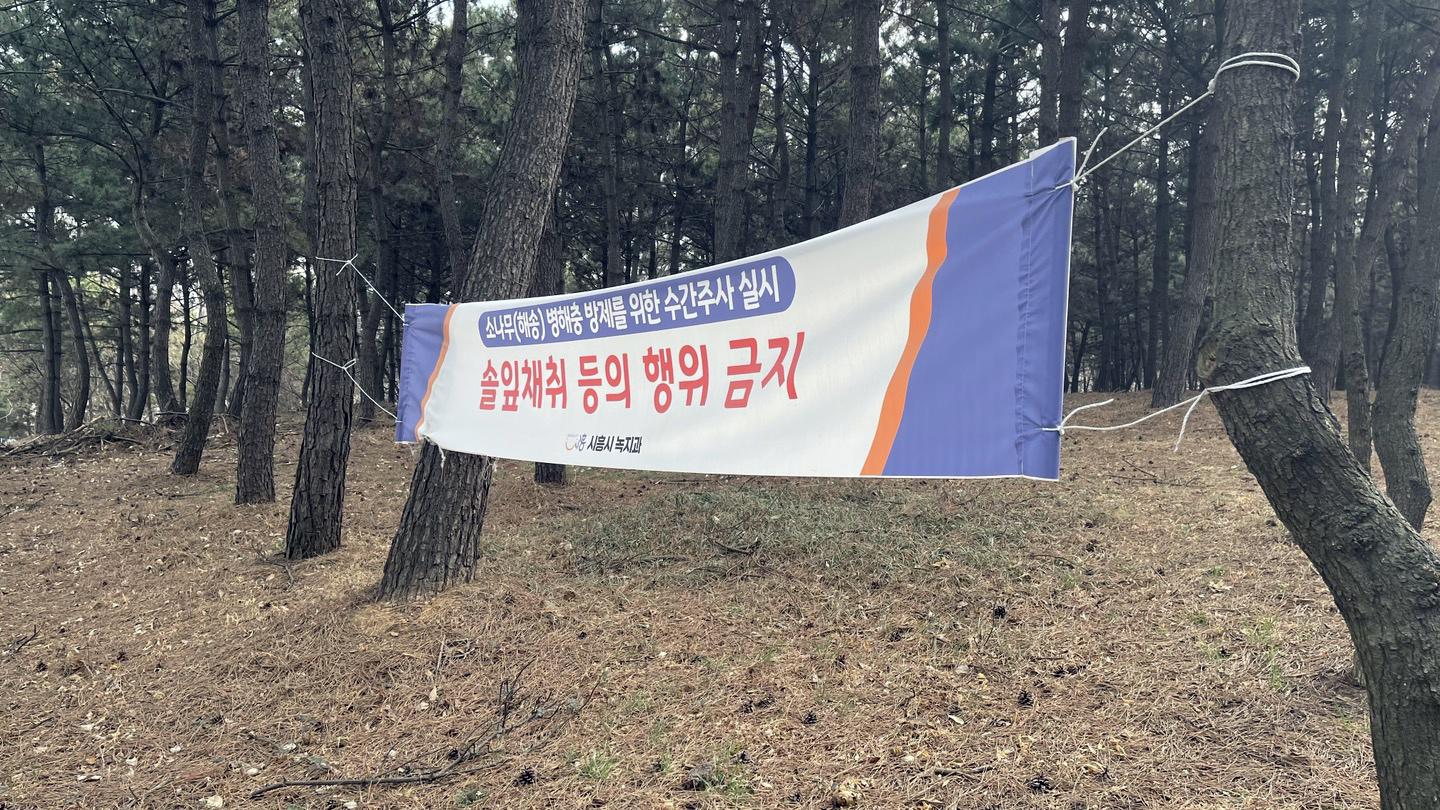 소나무(해송) 병해충 방제를 위한 수간주사 실시
솔잎채취 등의 행위 금지
시흥시 녹지과